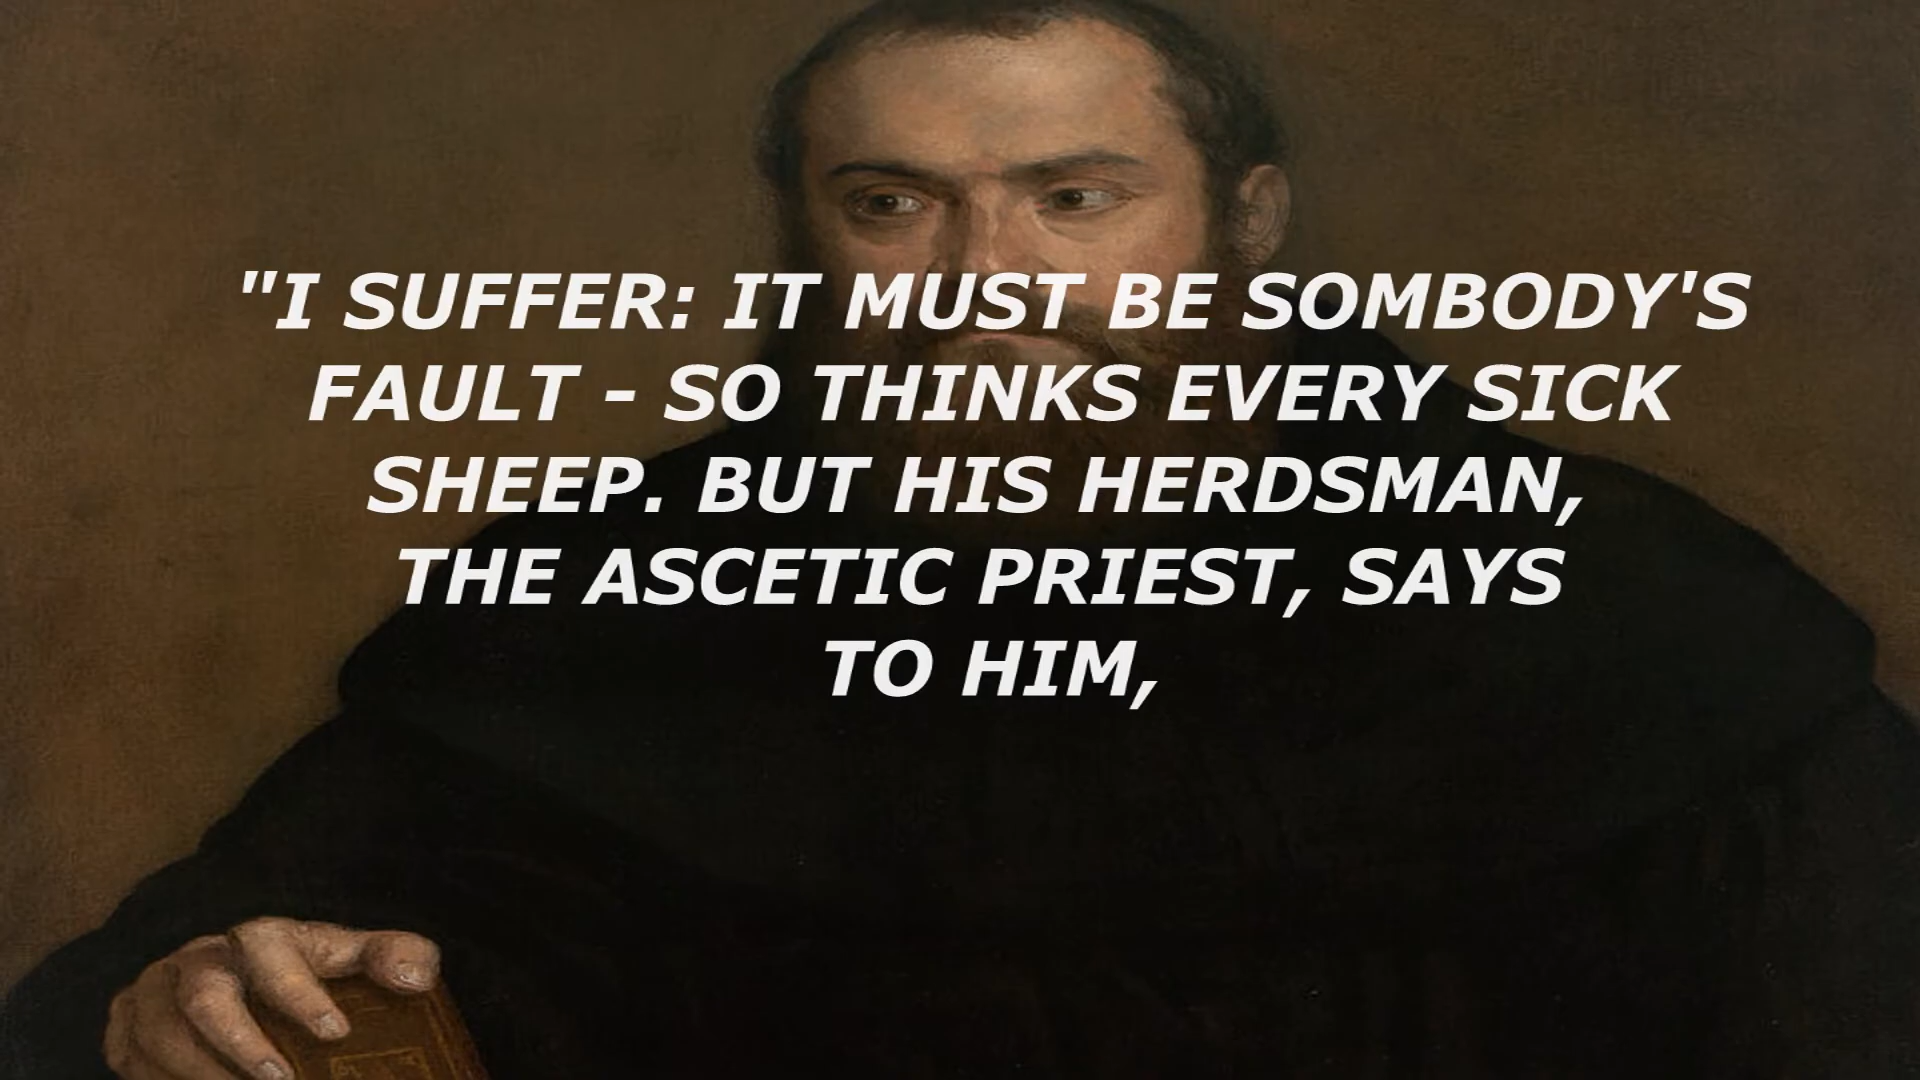 "I SUFFER: IT MUST BE SOMBODY'S
FAULT - SO THINKS EVERY SICK
SHEEP. BUT HIS HERDSMAN,
THE ASCETIC PRIEST, SAYS
TO HIM,